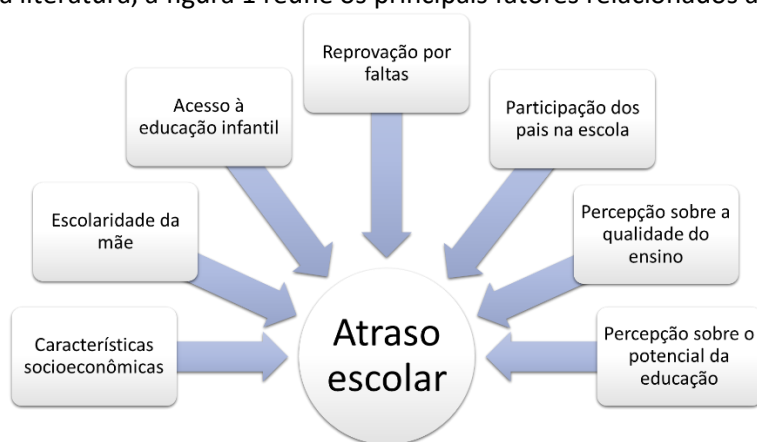 a literatura, a figura 1 reúne os principais fatores relacionados a
Reprovação por
faltas
Acesso à
educação infantil
Participação dos
pais na escola
Escolaridade da
mãe
Percepção sobre a
qualidade do
ensino
Características
socioeconômicas
Atraso
escolar
Percepção sobre o
potencial da
educação